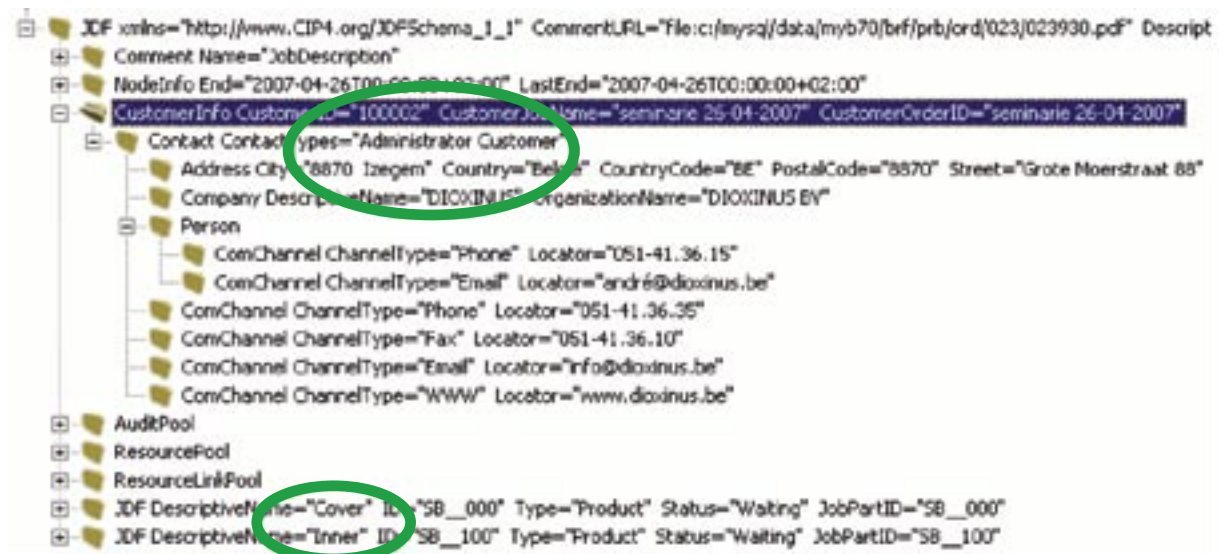 JDF xmlns="http://www.CIP4.org/JDFSchema_1_1" CommentURL="file:c:/mysql/data/myb70/brf/prb/ord/023/023930.pdf" Descript
Comment Name="JobDescription"
NodeInfo End="2007-04-26T00:00:00+02:00" LastEnd="2007-04-26T00:00:00+02:00"
CustomerInfo CustomerID="100002" CustomerJobName="seminarie 26-04-2007" CustomerOrderID="seminarie 26-04-2007"
Contact ContactTypes="Administrator Customer"
Address City="8870 Izegem" Country="België" CountryCode="BE" PostalCode="8870" Street="Grote Moerstraat 88"
Company DescriptiveName="DIOXINUS" OrganizationName="DIOXINUS BV"
Person
ComChannel ChannelType="Phone" Locator="051-41.36.15"
ComChannel ChannelType="Email" Locator="andré@dioxinus.be"
ComChannel ChannelType="Phone" Locator="051-41.36.35"
ComChannel ChannelType="Fax" Locator="051-41.36.10"
ComChannel ChannelType="Email" Locator="info@dioxinus.be"
ComChannel ChannelType="WWW" Locator="www.dioxinus.be"
AuditPool
ResourcePool
ResourceLinkPool
JDF DescriptiveName="Cover" ID="SB__000" Type="Product" Status="Waiting" JobPartID="SB__000"
JDF DescriptiveName="Inner" ID="SB__100" Type="Product" Status="Waiting" JobPartID="SB__100"